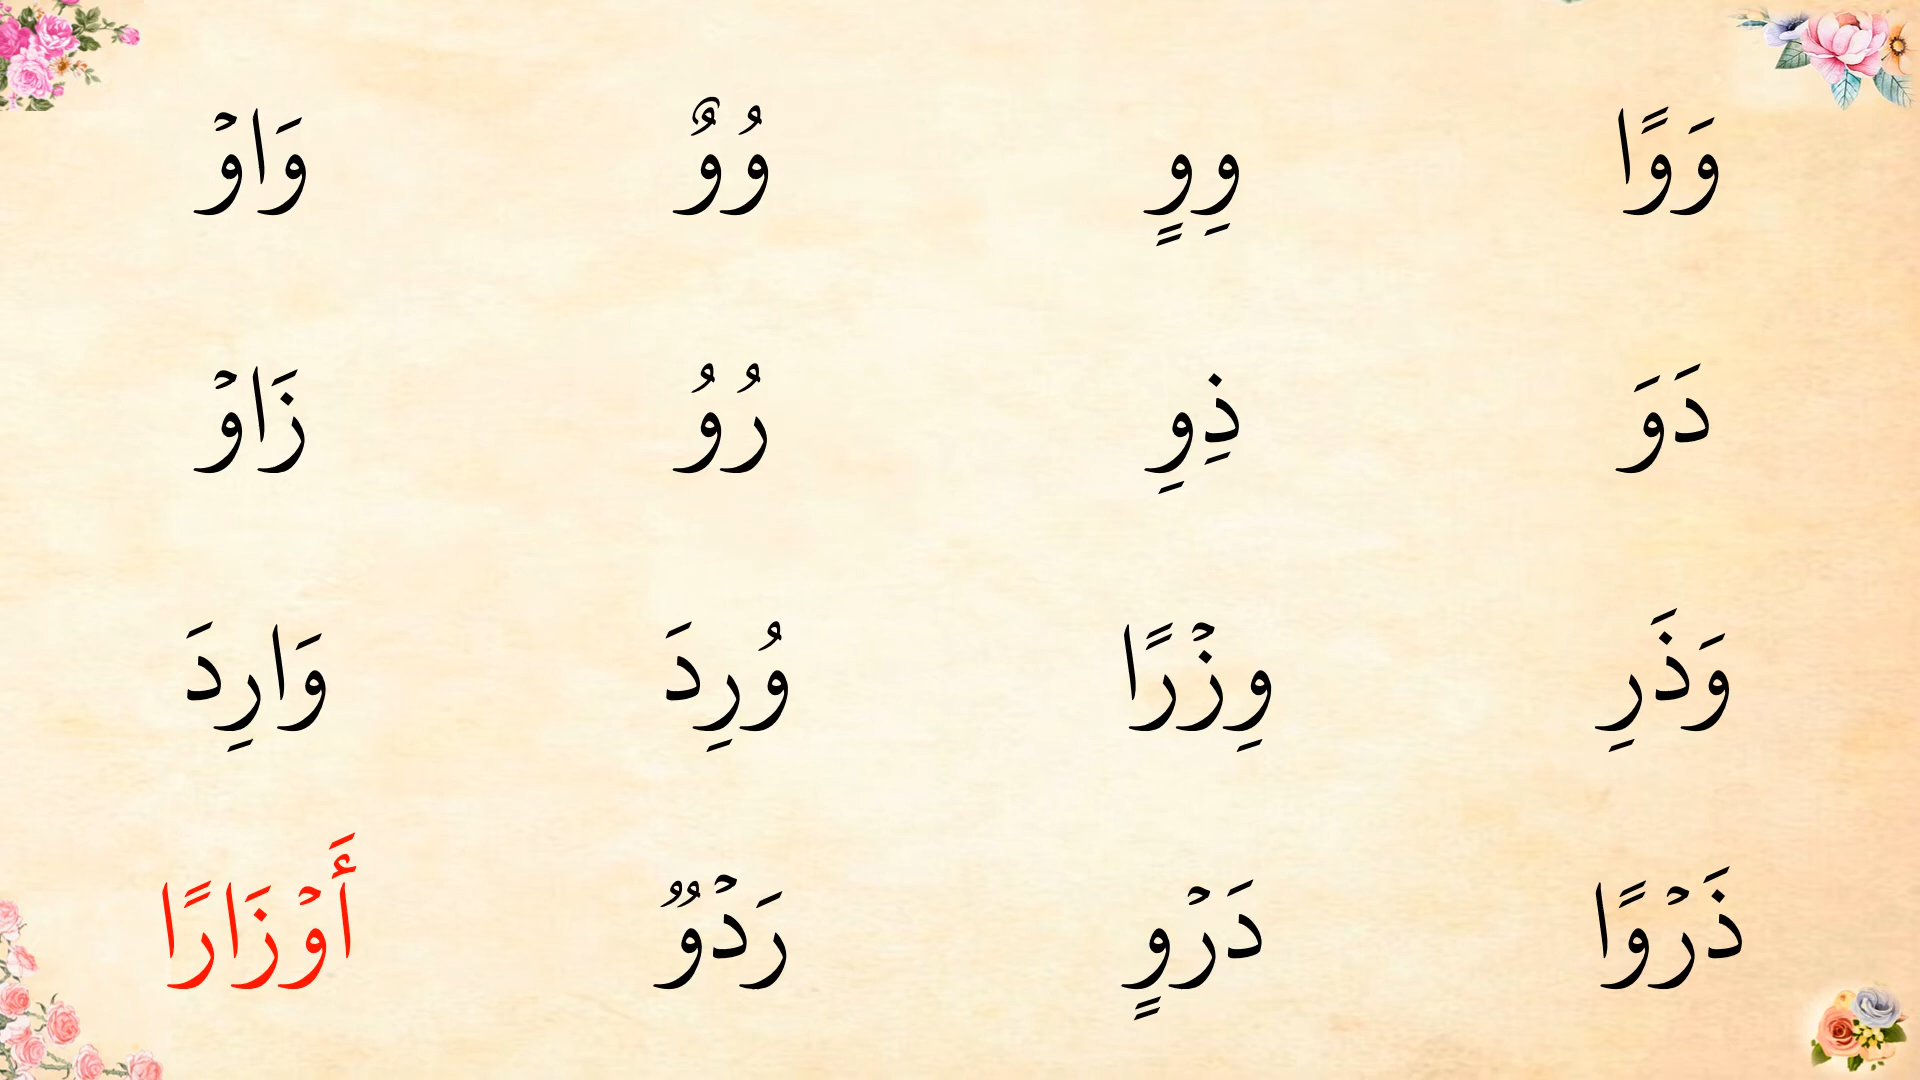 وَوًا وِوٍ وُوٌ وَاوْ
دَوَ ذِوِ رُوُ زَاوْ
وَذَرِ وِزْرًا وُرِدَ وَارِدَ
ذَرْوًا دَرْوٍ رَدْوٌ أَوْزَارًا